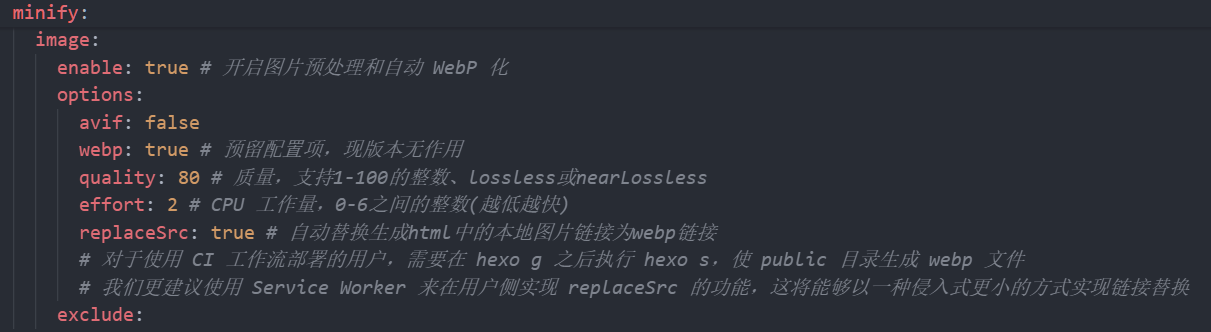 minify:
image:
enable: true # 开启图片预处理和自动 WebP 化
options:
avif: false
webp: true # 预留配置项，现版本无作用
quality: 80 # 质量，支持1-100的整数、lossless或nearLossless
effort: 2 # CPU 工作量，0-6之间的整数(越低越快)
replaceSrc: true # 自动替换生成html中的本地图片链接为webp链接
# 对于使用 CI 工作流部署的用户，需要在 hexo g 之后执行 hexo s，使 public 目录生成 webp 文件
# 我们更建议使用 Service Worker 来在用户侧实现 replaceSrc 的功能，这将能够以一种侵入式更小的方式实现链接替换
exclude: